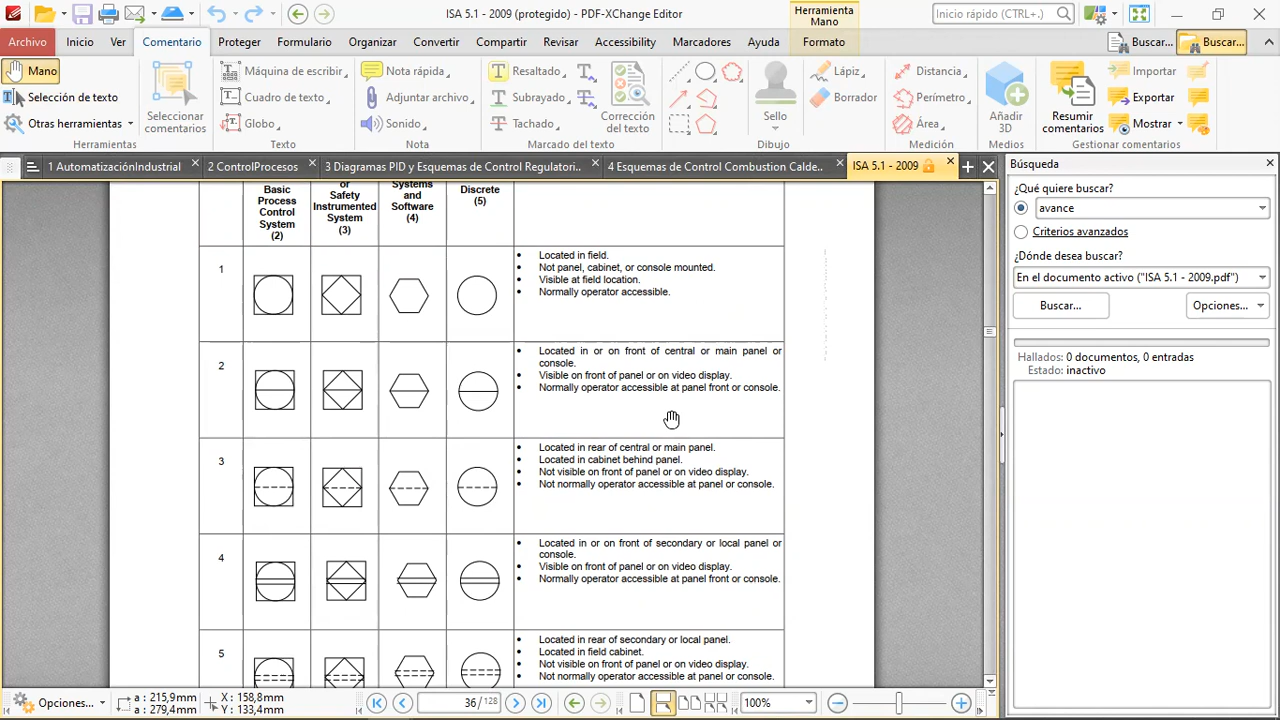 ISA 5.1 - 2009 (protegido) - PDF-XChange Editor
Herramienta
Mano
Inicio rápido (CTRL+.)
Archivo
Inicio
Ver
Comentario
Proteger
Formulario
Organizar
Convertir
Compartir
Revisar
Accessibility
Marcadores
Ayuda
Formato
Buscar...
Buscar...
Mano
Selección de texto
Otras herramientas
Herramientas
Seleccionar
comentarios
Máquina de escribir
Cuadro de texto
Globo
Texto
Nota rápida
Adjuntar archivo
Sonido
Nota
Resaltado
Subrayado
Tachado
Corrección
del texto
Marcado del texto
Lápiz
Borrador
Dibujo
Sello
Distancia
Perímetro
Área
Medición
Añadir
3D
Medios
Resumir
comentarios
Importar
Exportar
Mostrar
Gestionar comentarios
1 AutomatizaciónIndustrial
2 ControlProcesos
3 Diagramas PID y Esquemas de Control Regulatori..
4 Esquemas de Control Combustion Calde..
ISA 5.1 - 2009
Basic
Process
Control
System
(2)
or
Safety
Instrumented
System
(3)
Systems
and
Software
(4)
Discrete
(5)
1
• Located in field.
• Not panel, cabinet, or console mounted.
• Visible at field location.
• Normally operator accessible.
2
• Located in or on front of central or main panel or
console.
• Visible on front of panel or on video display.
• Normally operator accessible at panel front or console.
3
• Located in rear of central or main panel.
• Located in cabinet behind panel.
• Not visible on front of panel or on video display.
• Not normally operator accessible at panel or console.
4
• Located in or on front of secondary or local panel or
console.
• Visible on front of panel or on video display.
• Normally operator accessible at panel front or console.
5
• Located in rear of secondary or local panel.
• Located in field cabinet.
• Not visible on front of panel or on video display.
• Not normally operator accessible at panel or console.
Búsqueda
¿Qué quiere buscar?
avance
Criterios avanzados
¿Dónde desea buscar?
En el documento activo ("ISA 5.1 - 2009.pdf")
Buscar...
Opciones...
Hallados: 0 documentos, 0 entradas
Estado: inactivo
Opciones...
a : 215,9mm
a : 279,4mm
X : 158,8mm
Y : 133,4mm
36 / 128
100%